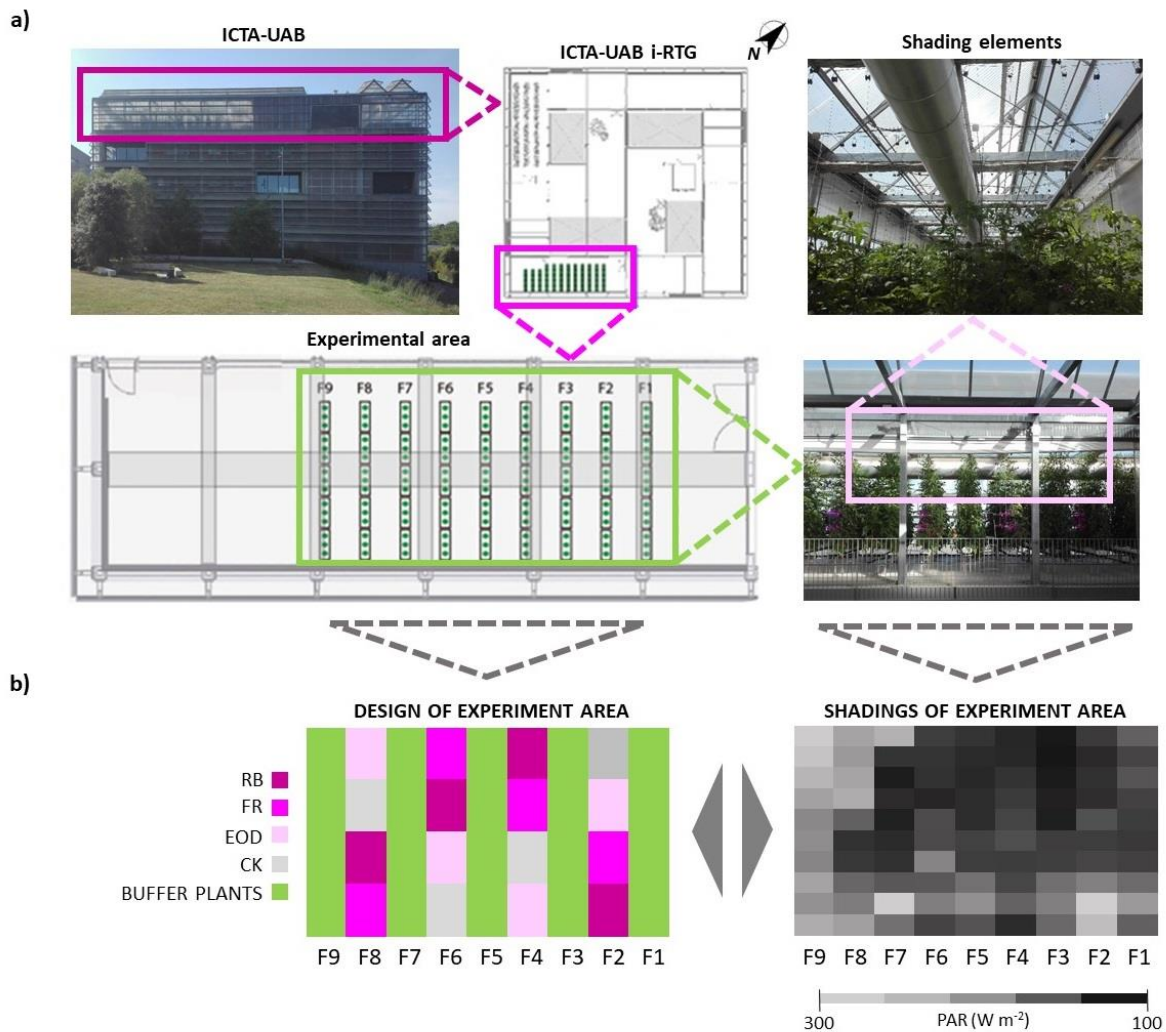 a)
ICTA-UAB
ICTA-UAB i-RTG
N
Shading elements
Experimental area
F9 F8 F7 F6 F5 F4 F3 F2 F1
b)
DESIGN OF EXPERIMENT AREA
SHADINGS OF EXPERIMENT AREA
RB
FR
EOD
CK
BUFFER PLANTS
F9 F8 F7 F6 F5 F4 F3 F2 F1
F9 F8 F7 F6 F5 F4 F3 F2 F1
300 PAR (W m⁻²) 100